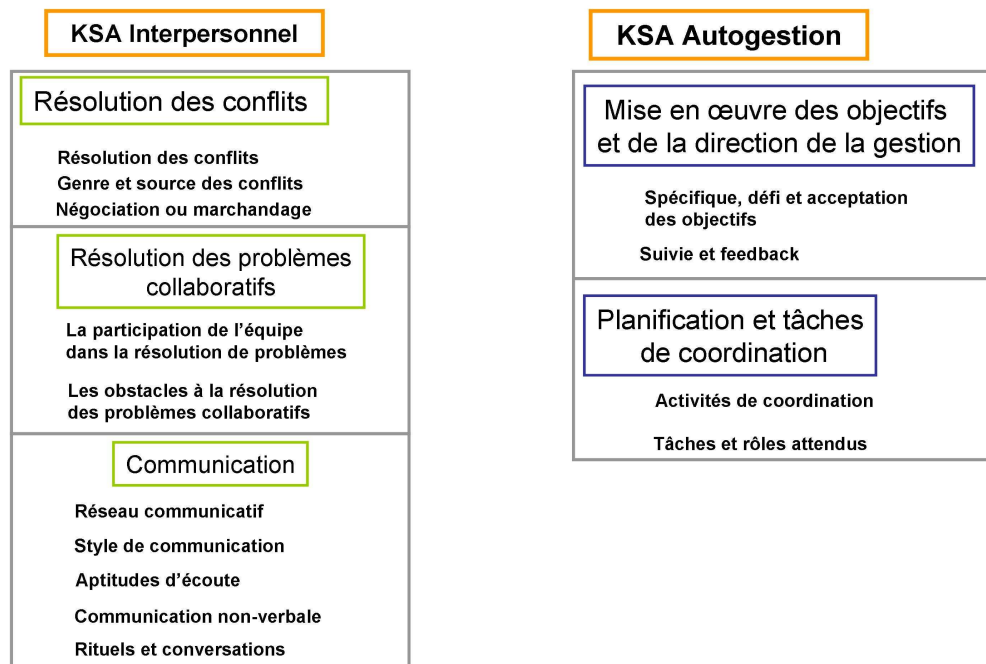 KSA Interpersonnel
Résolution des conflits
Résolution des conflits
Genre et source des conflits
Négociation ou marchandage
Résolution des problèmes
collaboratifs
La participation de l'équipe
dans la résolution de problèmes
Les obstacles à la résolution
des problèmes collaboratifs
Communication
Réseau communicatif
Style de communication
Aptitudes d'écoute
Communication non-verbale
Rituels et conversations
KSA Autogestion
Mise en œuvre des objectifs
et de la direction de la gestion
Spécifique, défi et acceptation
des objectifs
Suivie et feedback
Planification et tâches
de coordination
Activités de coordination
Tâches et rôles attendus